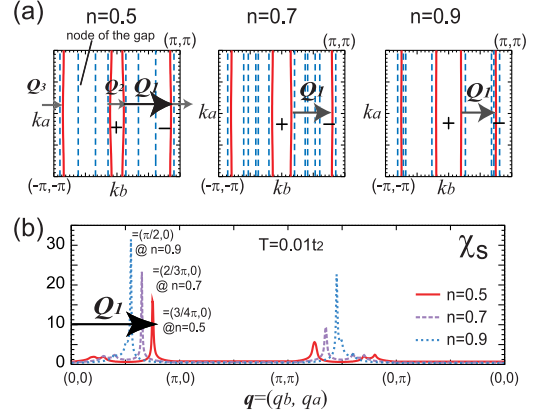 (a)
n=0.5
n=0.7
n=0.9
node of the gap
(π,π)
(π,π)
(π,π)
Q3
Q2
Q1
Q1
Q1
ka
ka
ka
+
−
+
−
+
−
(-π,-π)
kb
(-π,-π)
kb
(-π,-π)
kb
(b)
=(π/2,0)
@ n=0.9
T=0.01t2
χs
30
=(2/3π,0)
@ n=0.7
20
Q1
=(3/4π,0)
@n=0.5
n=0.5
n=0.7
n=0.9
10
0
(0,0)
(π,0)
(π,π)
(0,π)
(0,0)
q=(qb, qa)